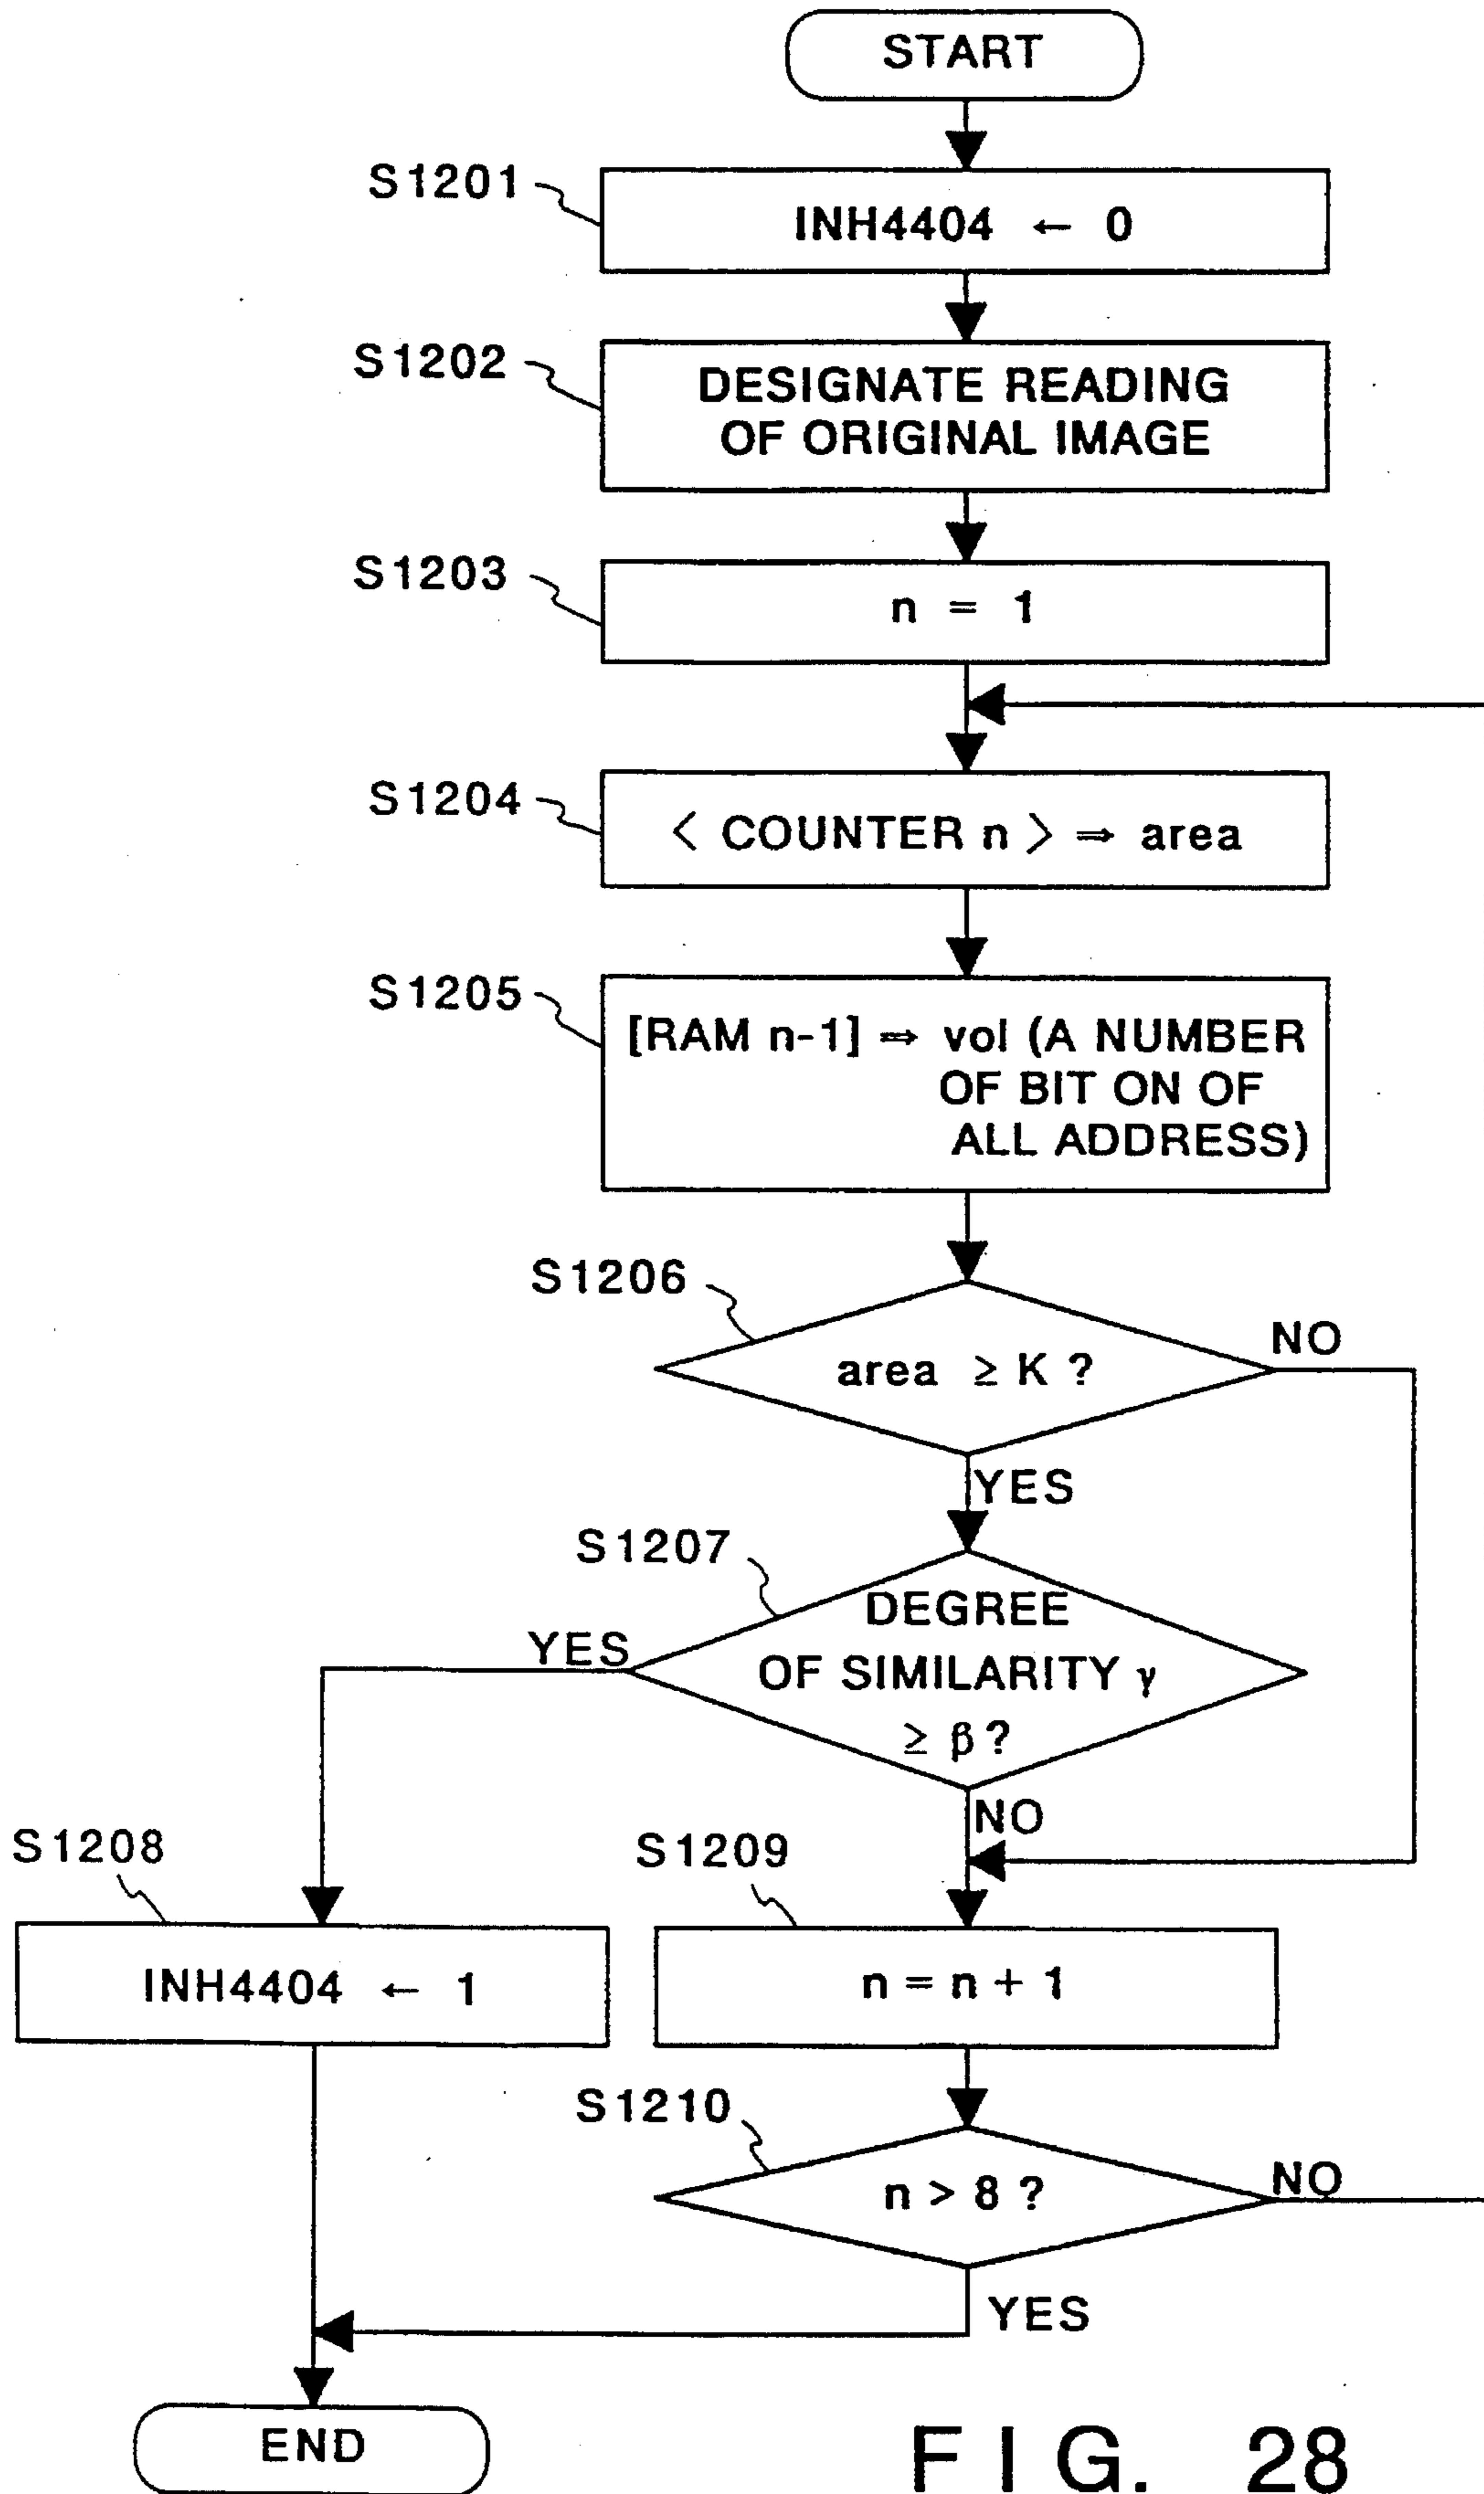 START
S1201
INH4404 ← 0
S1202
DESIGNATE READING
OF ORIGINAL IMAGE
S1203
n = 1
S1204
< COUNTER n > ⇒ area
S1205
[RAM n-1] ⇒ vol (A NUMBER
OF BIT ON OF
ALL ADDRESS)
S1206
area ≥ K ?
NO
YES
S1207
DEGREE
OF SIMILARITY γ
≥ β ?
YES
NO
S1208
INH4404 ← 1
S1209
n = n + 1
S1210
n > 8 ?
NO
YES
END
FIG. 28